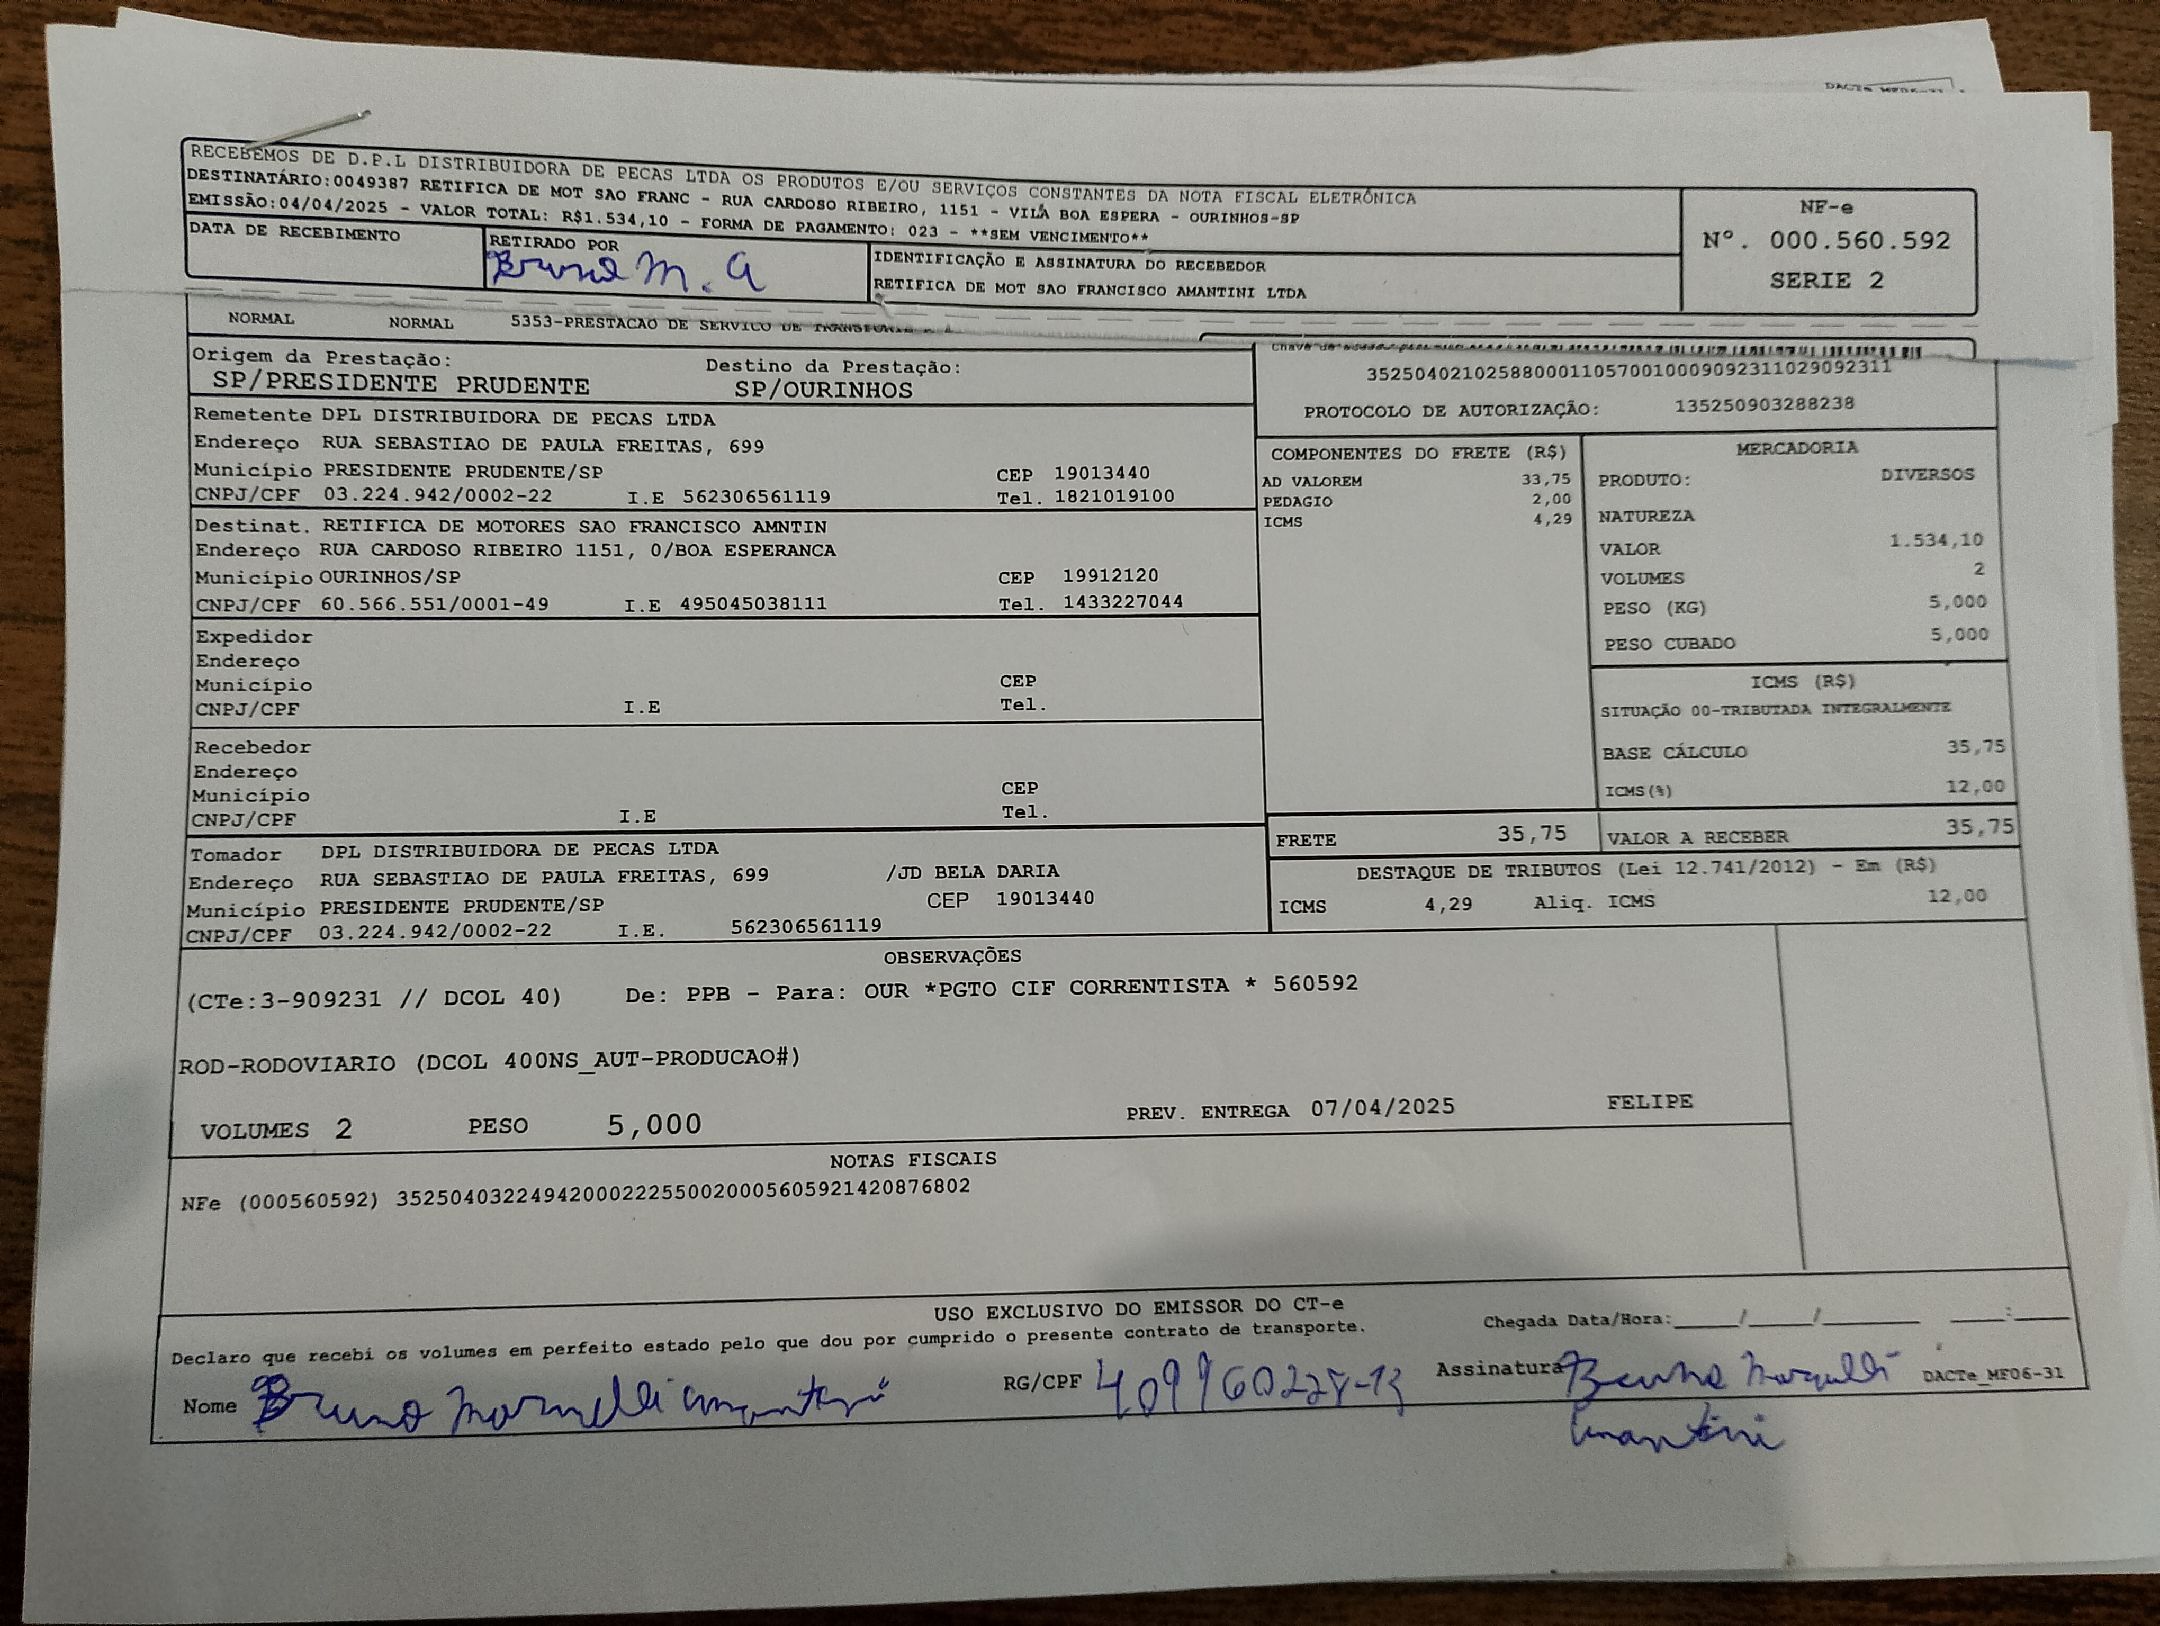 DACTe MF06-31
RECEBEMOS DE D.P.L DISTRIBUIDORA DE PECAS LTDA OS PRODUTOS E/OU SERVIÇOS CONSTANTES DA NOTA FISCAL ELETRÔNICA
DESTINATÁRIO:0049387 RETIFICA DE MOT SAO FRANC - RUA CARDOSO RIBEIRO, 1151 - VILA BOA ESPERA - OURINHOS-SP
EMISSÃO:04/04/2025 - VALOR TOTAL: R$1.534,10 - FORMA DE PAGAMENTO: 023 - **SEM VENCIMENTO**
NF-e
Nº. 000.560.592
SERIE 2
DATA DE RECEBIMENTO
RETIRADO POR
Bruno M. A
IDENTIFICAÇÃO E ASSINATURA DO RECEBEDOR
RETIFICA DE MOT SAO FRANCISCO AMANTINI LTDA
NORMAL NORMAL 5353-PRESTACAO DE SERVICO DE
Origem da Prestação: Destino da Prestação:
SP/PRESIDENTE PRUDENTE SP/OURINHOS
35250402102588000110570010009092311029092311
PROTOCOLO DE AUTORIZAÇÃO: 135250903288238
Remetente DPL DISTRIBUIDORA DE PECAS LTDA
Endereço RUA SEBASTIAO DE PAULA FREITAS, 699
Município PRESIDENTE PRUDENTE/SP CEP 19013440
CNPJ/CPF 03.224.942/0002-22 I.E 562306561119 Tel. 1821019100
Destinat. RETIFICA DE MOTORES SAO FRANCISCO AMNTIN
Endereço RUA CARDOSO RIBEIRO 1151, 0/BOA ESPERANCA
Município OURINHOS/SP CEP 19912120
CNPJ/CPF 60.566.551/0001-49 I.E 495045038111 Tel. 1433227044
Expedidor
Endereço
Município CEP
CNPJ/CPF I.E Tel.
Recebedor
Endereço
Município CEP
CNPJ/CPF I.E Tel.
Tomador DPL DISTRIBUIDORA DE PECAS LTDA
Endereço RUA SEBASTIAO DE PAULA FREITAS, 699 /JD BELA DARIA
Município PRESIDENTE PRUDENTE/SP CEP 19013440
CNPJ/CPF 03.224.942/0002-22 I.E. 562306561119
COMPONENTES DO FRETE (R$)
AD VALOREM 33,75
PEDAGIO 2,00
ICMS 4,29
MERCADORIA
PRODUTO: DIVERSOS
NATUREZA
VALOR 1.534,10
VOLUMES 2
PESO (KG) 5,000
PESO CUBADO 5,000
ICMS (R$)
SITUAÇÃO 00-TRIBUTADA INTEGRALMENTE
BASE CÁLCULO 35,75
ICMS(%) 12,00
FRETE 35,75 VALOR A RECEBER 35,75
DESTAQUE DE TRIBUTOS (Lei 12.741/2012) - Em (R$)
ICMS 4,29 Aliq. ICMS 12,00
OBSERVAÇÕES
(CTe:3-909231 // DCOL 40) De: PPB - Para: OUR *PGTO CIF CORRENTISTA * 560592
ROD-RODOVIARIO (DCOL 400NS_AUT-PRODUCAO#)
VOLUMES 2 PESO 5,000 PREV. ENTREGA 07/04/2025 FELIPE
NOTAS FISCAIS
NFe (000560592) 35250403224942000222550020005605921420876802
USO EXCLUSIVO DO EMISSOR DO CT-e
Declaro que recebi os volumes em perfeito estado pelo que dou por cumprido o presente contrato de transporte.
Chegada Data/Hora:_____/_____/________ ____:____
Nome Bruno Amantini RG/CPF Assinatura Bruno DACTe_MF06-31
Amantini